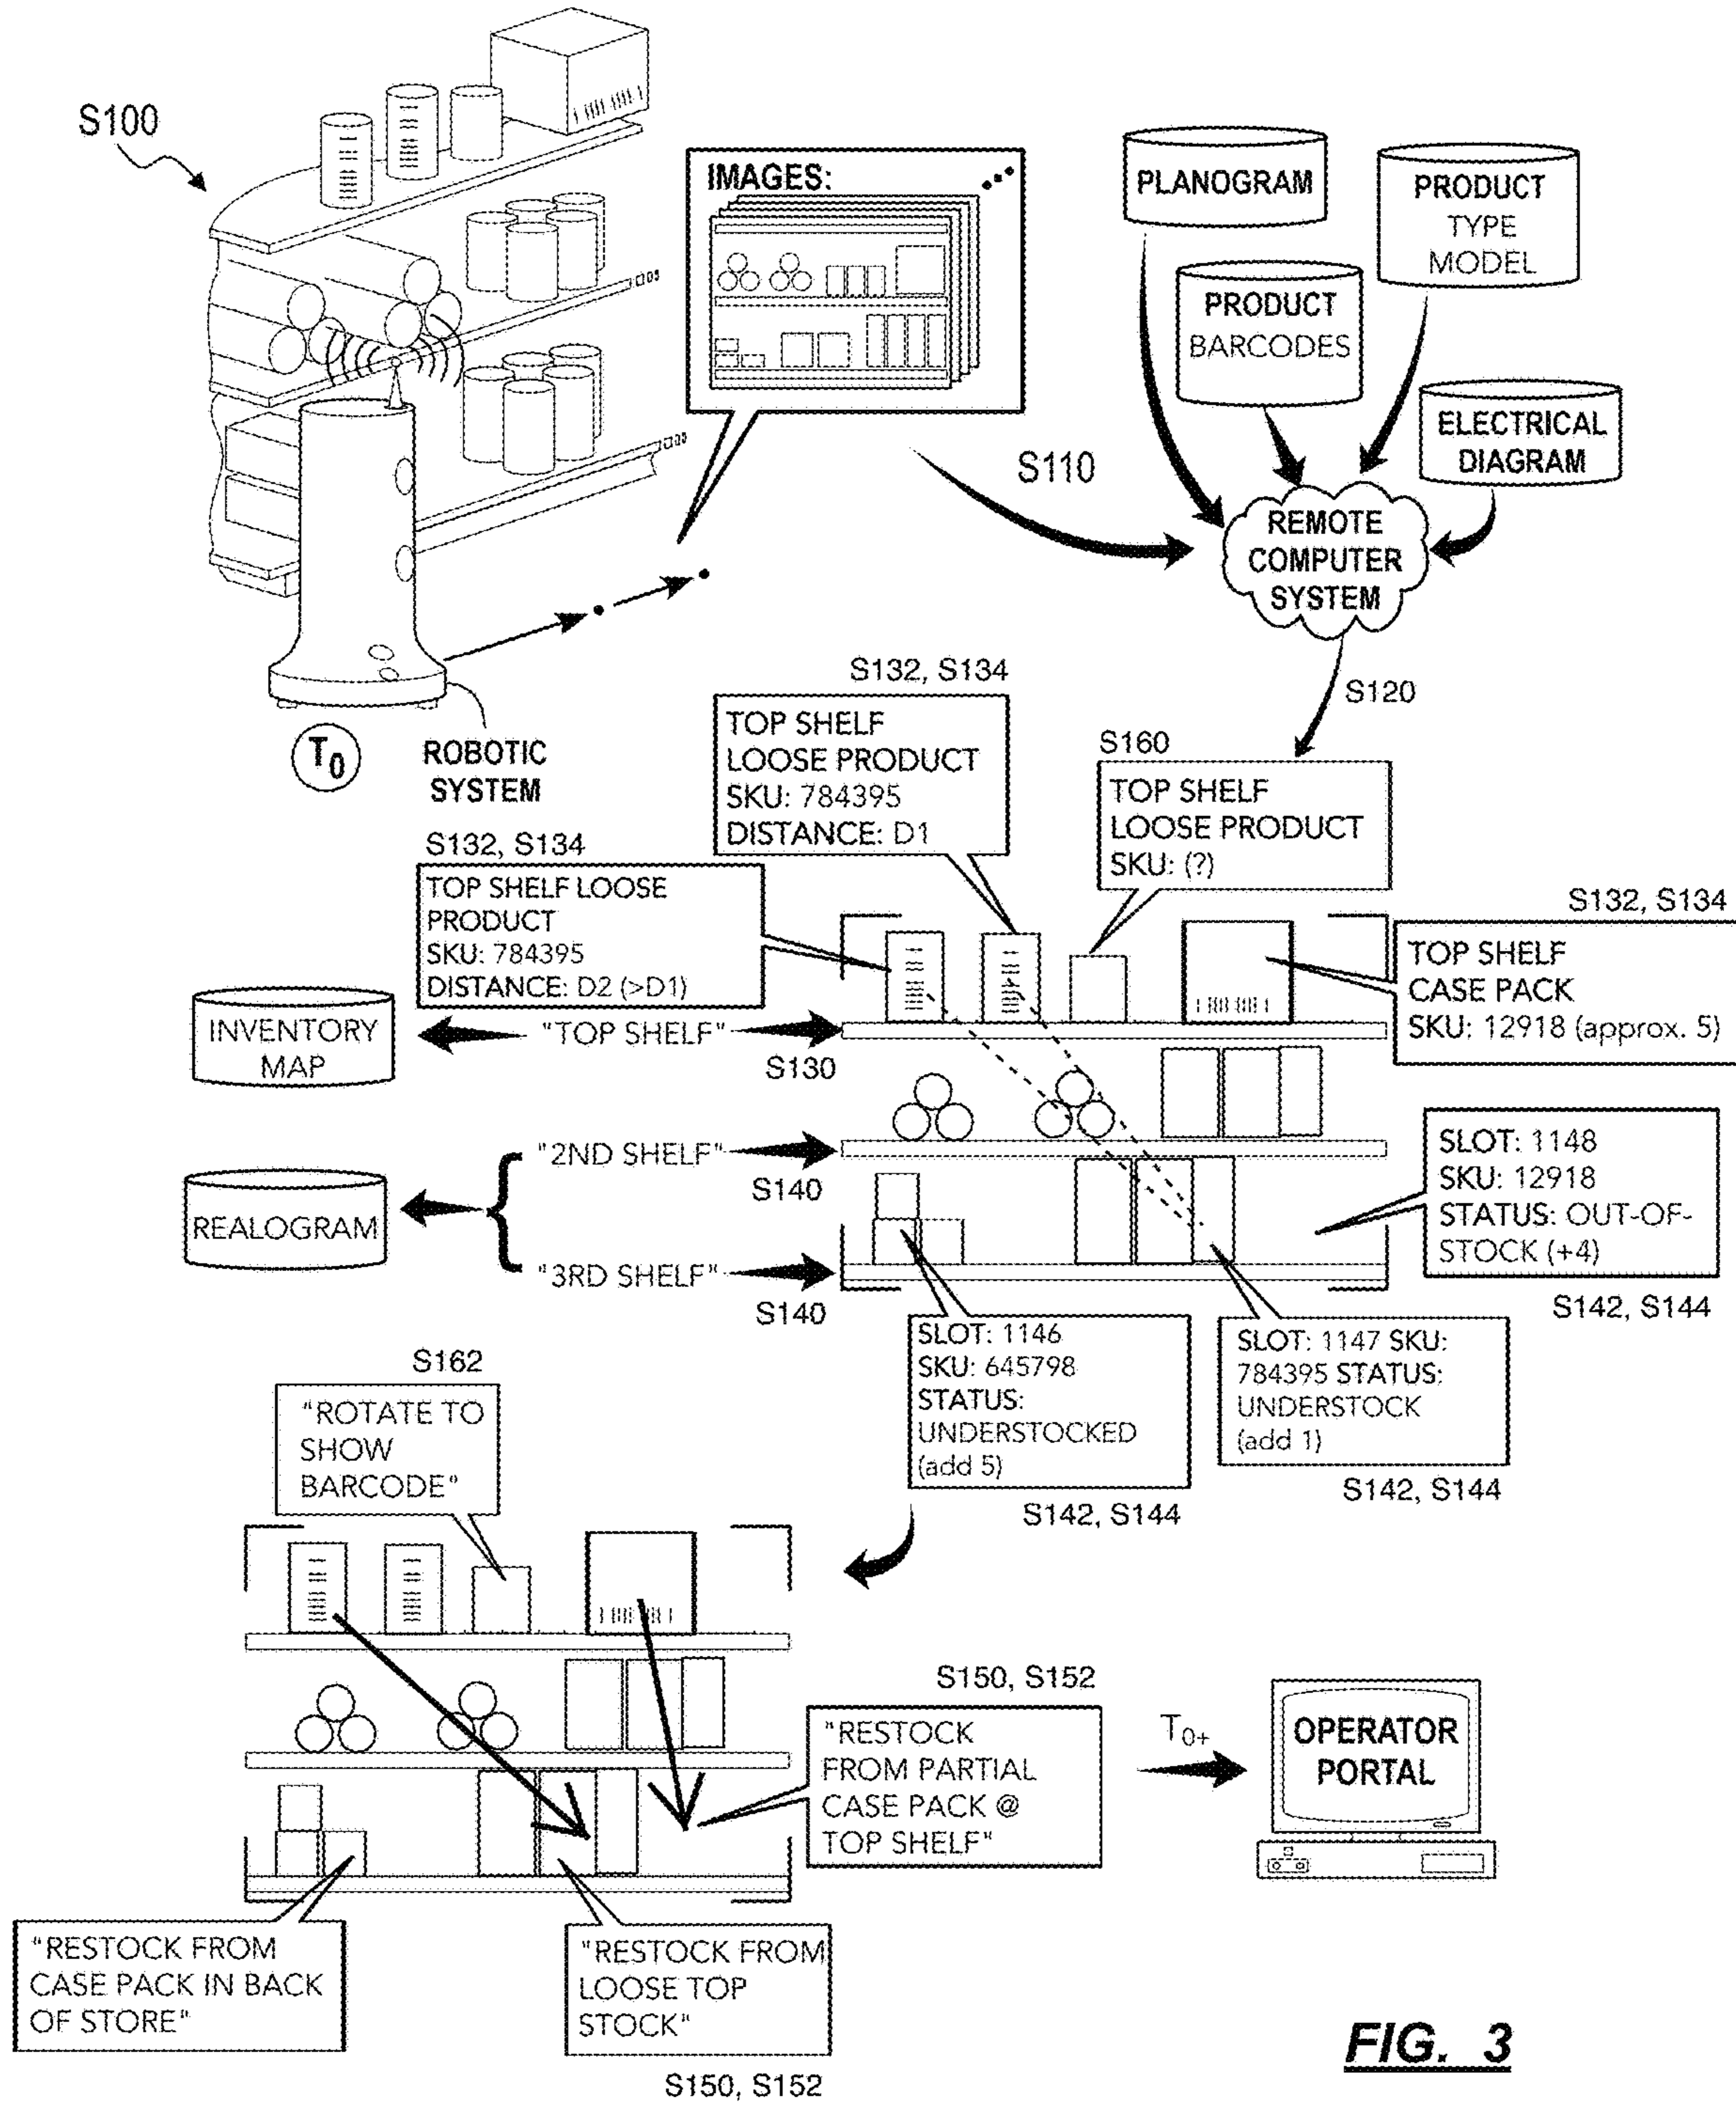 S100
IMAGES:
PLANOGRAM
PRODUCT
TYPE
MODEL
PRODUCT
BARCODES
ELECTRICAL
DIAGRAM
S110
REMOTE
COMPUTER
SYSTEM
S120
T0
ROBOTIC
SYSTEM
S132, S134
TOP SHELF
LOOSE PRODUCT
SKU: 784395
DISTANCE: D1
S160
TOP SHELF
LOOSE PRODUCT
SKU: (?)
S132, S134
TOP SHELF LOOSE
PRODUCT
SKU: 784395
DISTANCE: D2 (>D1)
S132, S134
TOP SHELF
CASE PACK
SKU: 12918 (approx. 5)
INVENTORY
MAP
"TOP SHELF"
S130
REALOGRAM
"2ND SHELF"
S140
"3RD SHELF"
S140
SLOT: 1148
SKU: 12918
STATUS: OUT-OF-
STOCK (+4)
S142, S144
SLOT: 1146
SKU: 645798
STATUS:
UNDERSTOCKED
(add 5)
S142, S144
SLOT: 1147 SKU:
784395 STATUS:
UNDERSTOCK
(add 1)
S142, S144
S162
"ROTATE TO
SHOW
BARCODE"
S150, S152
"RESTOCK
FROM PARTIAL
CASE PACK @
TOP SHELF"
T0+
OPERATOR
PORTAL
"RESTOCK FROM
CASE PACK IN BACK
OF STORE"
"RESTOCK FROM
LOOSE TOP
STOCK"
S150, S152
FIG. 3